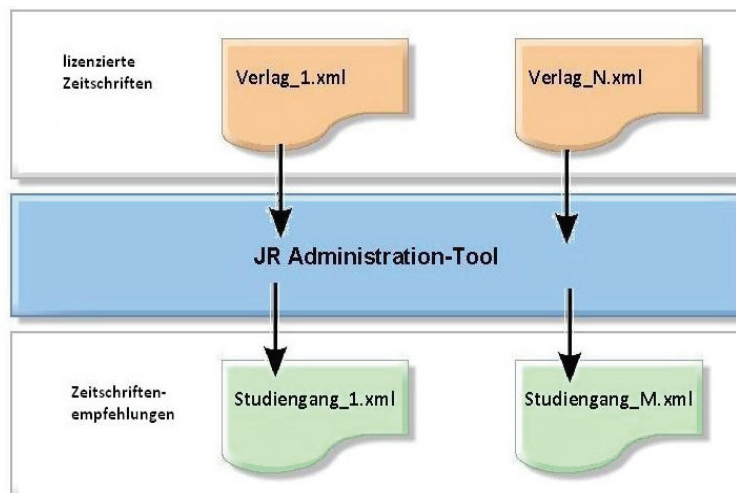 lizenzierte
Zeitschriften
Verlag_1.xml
Verlag_N.xml
JR Administration-Tool
Zeitschriften-
empfehlungen
Studiengang_1.xml
Studiengang_M.xml